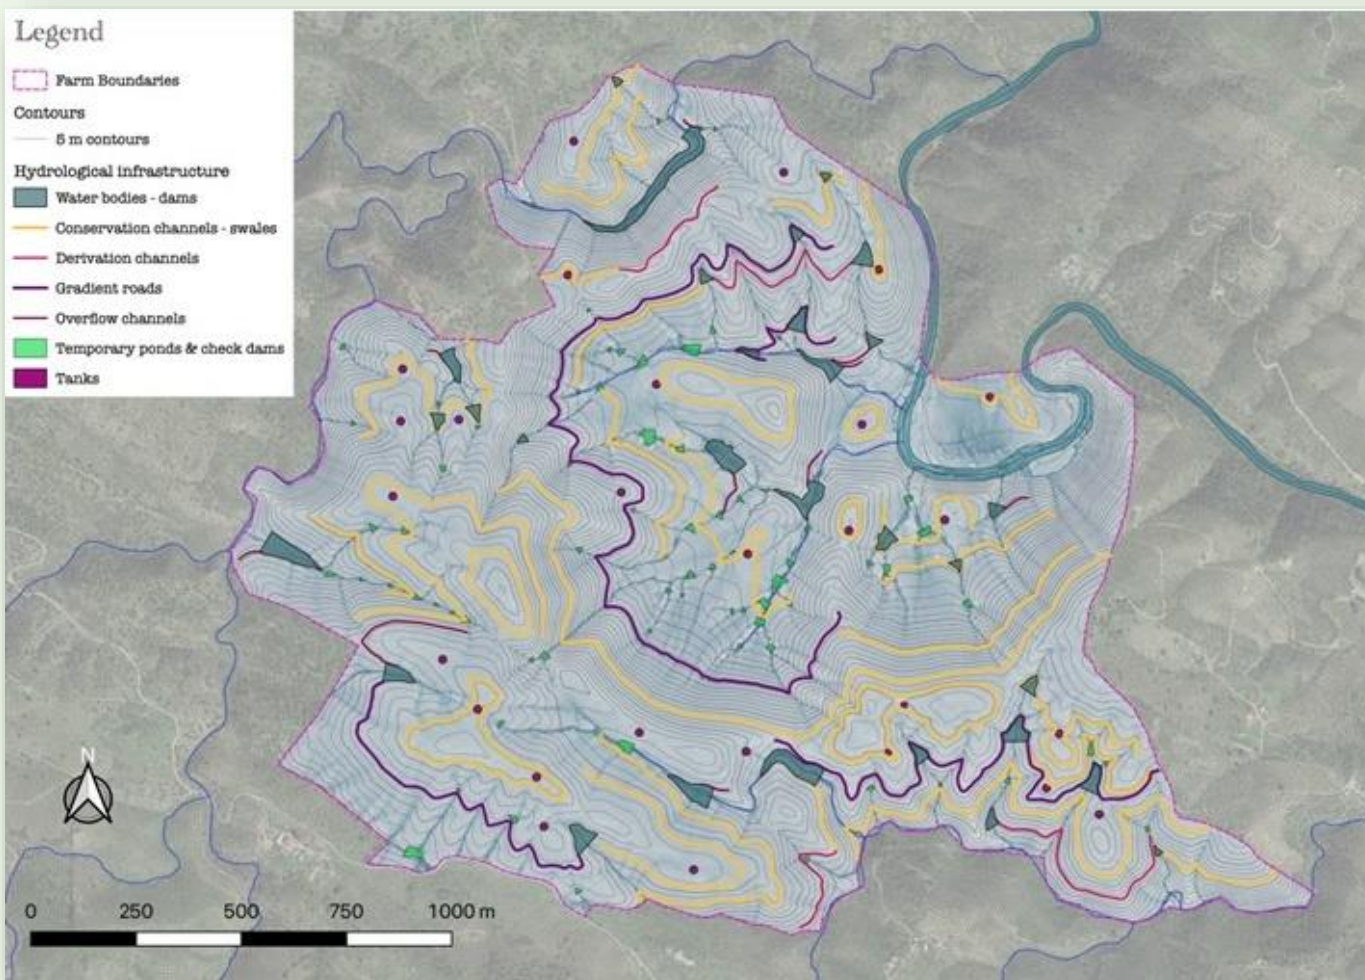 Legend
Farm Boundaries
Contours
5 m contours
Hydrological infrastructure
Water bodies - dams
Conservation channels - swales
Derivation channels
Gradient roads
Overflow channels
Temporary ponds & check dams
Tanks
N
0 250 500 750 1000 m